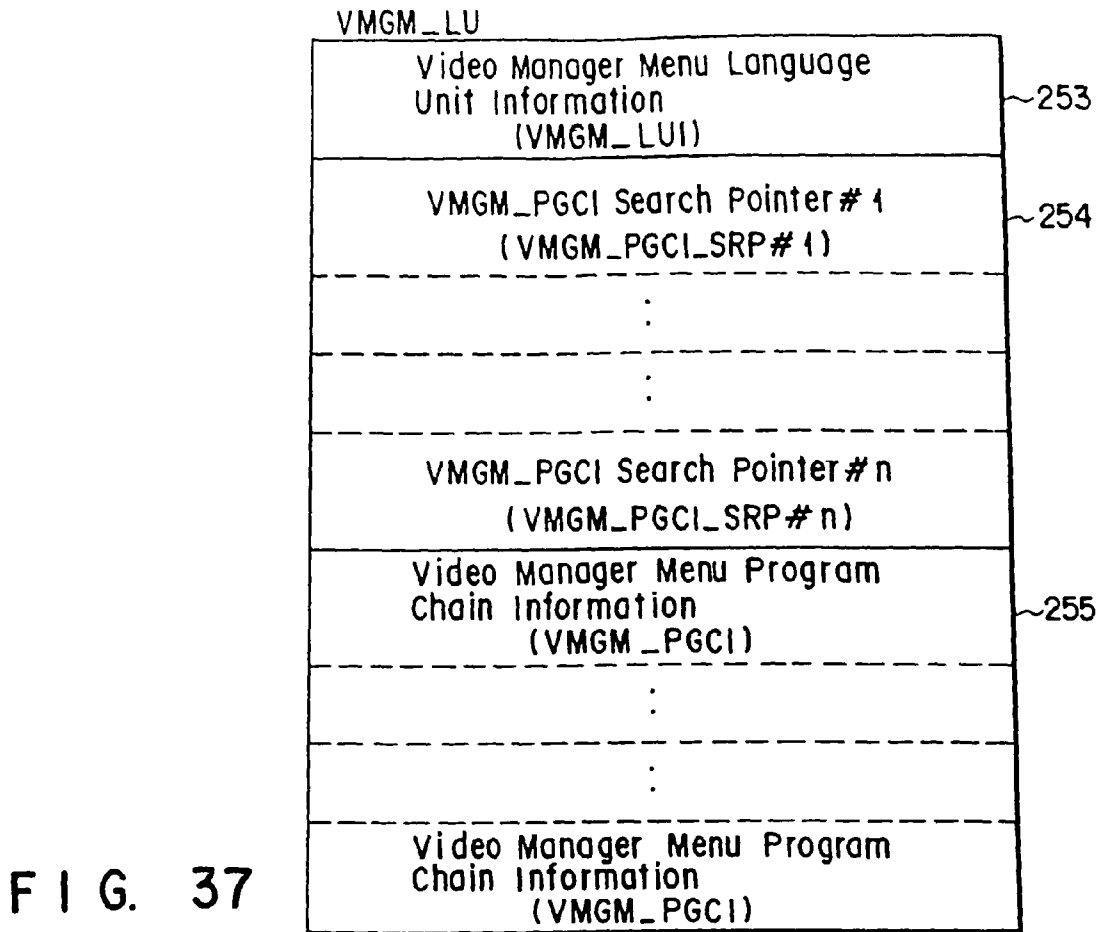 VMGM_LU
Video Manager Menu Language
Unit Information
(VMGM_LUI)
253
VMGM_PGCI Search Pointer #1
(VMGM_PGCI_SRP#1)
254
VMGM_PGCI Search Pointer #n
(VMGM_PGCI_SRP#n)
Video Manager Menu Program
Chain Information
(VMGM_PGCI)
255
Video Manager Menu Program
Chain Information
(VMGM_PGCI)
FIG. 37